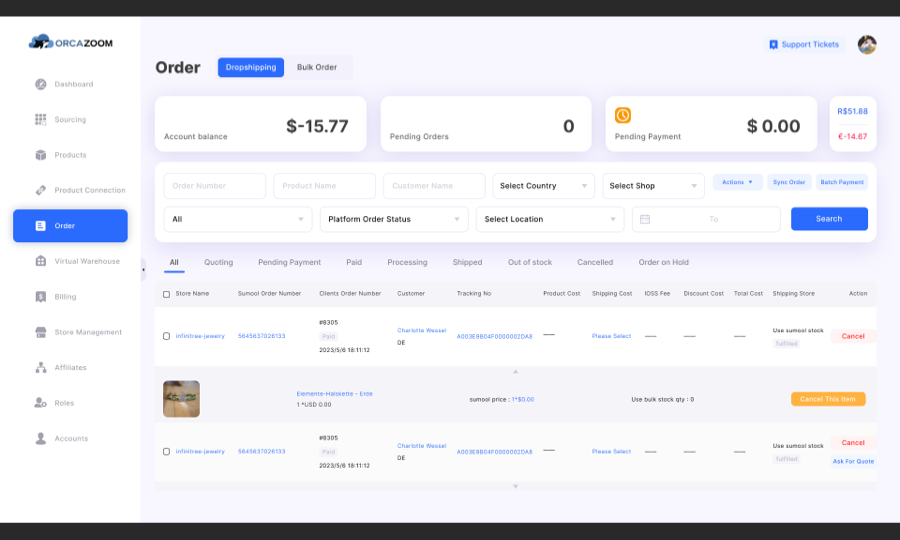 ORCAZOOM
Support Tickets
Order
Dropshipping
Bulk Order
Dashboard
Sourcing
Products
Product Connection
Order
Virtual Warehouse
Billing
Store Management
Affiliates
Roles
Accounts
Account balance
$-15.77
Pending Orders
0
Pending Payment
$ 0.00
R$51.88
€-14.67
Order Number
Product Name
Customer Name
Select Country
Select Shop
Actions
Sync Order
Batch Payment
All
Platform Order Status
Select Location
To
Search
All Quoting Pending Payment Paid Processing Shipped Out of stock Cancelled Order on Hold
Store Name Sumool Order Number Clients Order Number Customer Tracking No Product Cost Shipping Cost IOSS Fee Discount Cost Total Cost Shipping Store Action
#9305
infinitree-jewelry 5645637026133 Paid Charlotte Wessel A003E9B04F0000002DA8 Please Select Use sumool stock Cancel
DE
fulfilled
2023/5/6 18:11:12
Elemente-Halskette - Erde
1 *USD 0.00
sumool price : 1*$0.00
Use bulk stock qty : 0
Cancel This Item
#9305
infinitree-jewelry 5645637026133 Paid Charlotte Wessel A003E9B04F0000002DA8 Please Select Use sumool stock Cancel
DE
fulfilled
Ask For Quote
2023/5/6 18:11:12